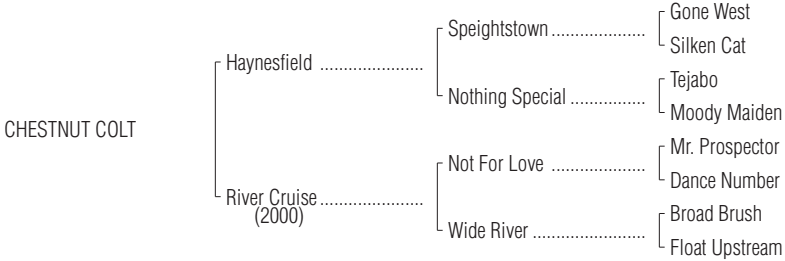 Gone West
Speightstown ....................
Silken Cat
Haynesfield ......................
Tejabo
Nothing Special ................
Moody Maiden
CHESTNUT COLT
Mr. Prospector
Not For Love ....................
Dance Number
River Cruise ......................
(2000)
Broad Brush
Wide River ........................
Float Upstream